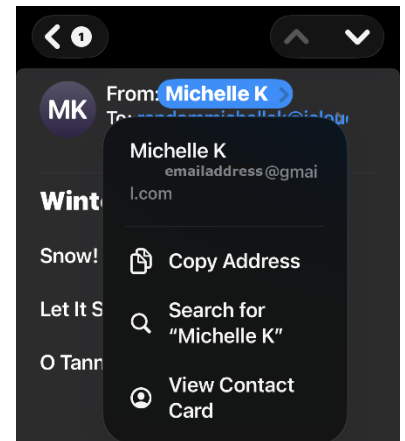 1
From: Michelle K
MK
To:
Michelle K
emailaddress@gmai
l.com
Wint
Snow!
Copy Address
Let It S
Search for
"Michelle K"
O Tann
View Contact
Card